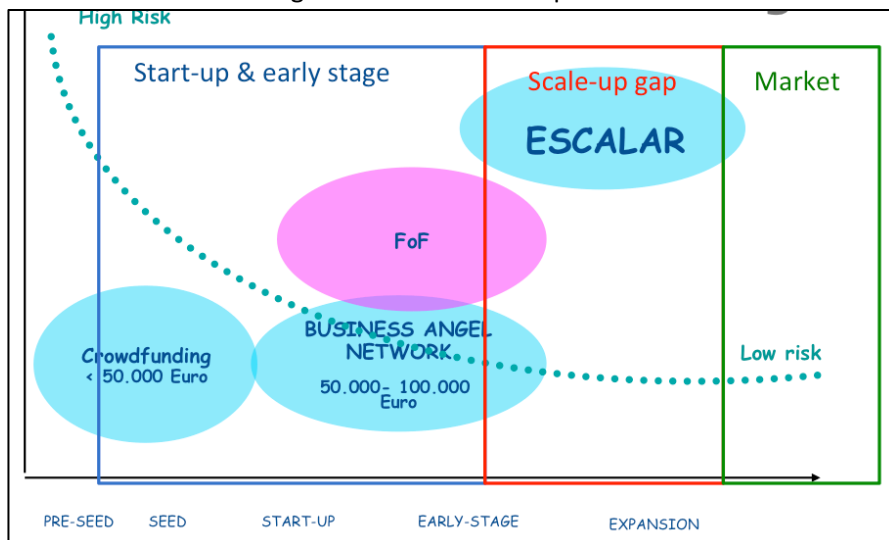 High Risk
Start-up & early stage
Scale-up gap
Market
ESCALAR
FoF
BUSINESS ANGEL
NETWORK
50.000- 100.000
Euro
Crowdfunding
< 50.000 Euro
Low risk
PRE-SEED
SEED
START-UP
EARLY-STAGE
EXPANSION